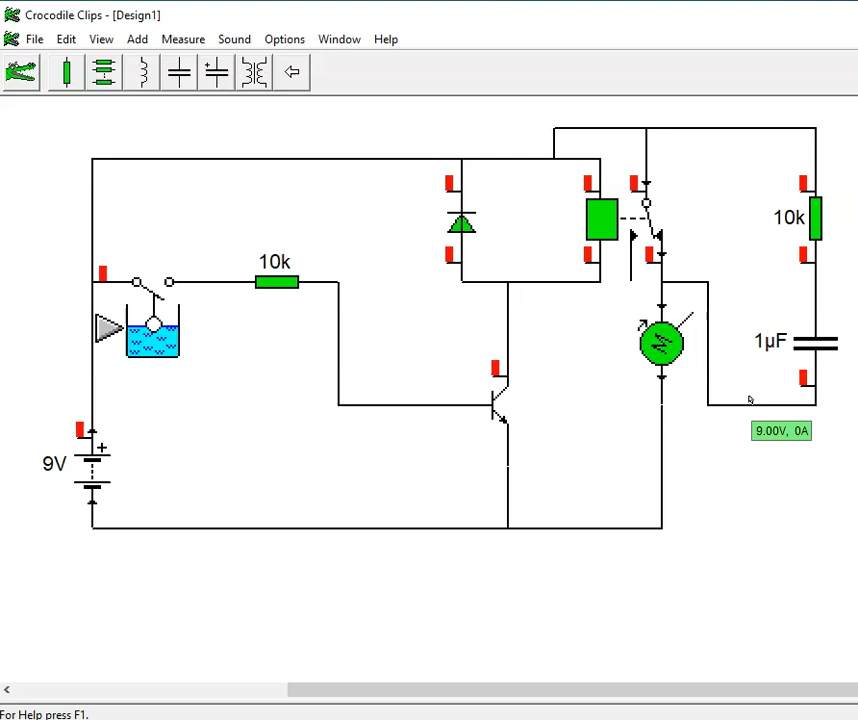 Crocodile Clips - [Design1]
File Edit View Add Measure Sound Options Window Help
10k
10k
1µF
9.00V, 0A
+
9V
For Help press F1.